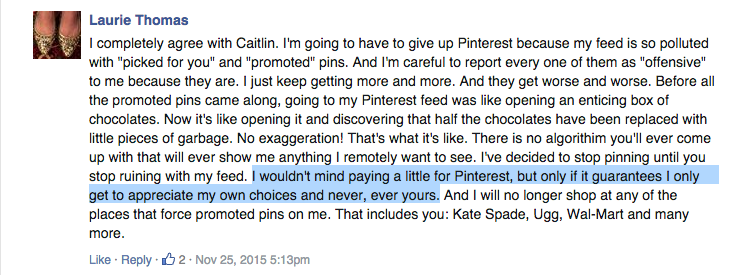 Laurie Thomas
I completely agree with Caitlin. I'm going to have to give up Pinterest because my feed is so polluted
with "picked for you" and "promoted" pins. And I'm careful to report every one of them as "offensive"
to me because they are. I just keep getting more and more. And they get worse and worse. Before all
the promoted pins came along, going to my Pinterest feed was like opening an enticing box of
chocolates. Now it's like opening it and discovering that half the chocolates have been replaced with
little pieces of garbage. No exaggeration! That's what it's like. There is no algorithim you'll ever come
up with that will ever show me anything I remotely want to see. I've decided to stop pinning until you
stop ruining with my feed. I wouldn't mind paying a little for Pinterest, but only if it guarantees I only
get to appreciate my own choices and never, ever yours. And I will no longer shop at any of the
places that force promoted pins on me. That includes you: Kate Spade, Ugg, Wal-Mart and many
more.
Like · Reply · 2 · Nov 25, 2015 5:13pm